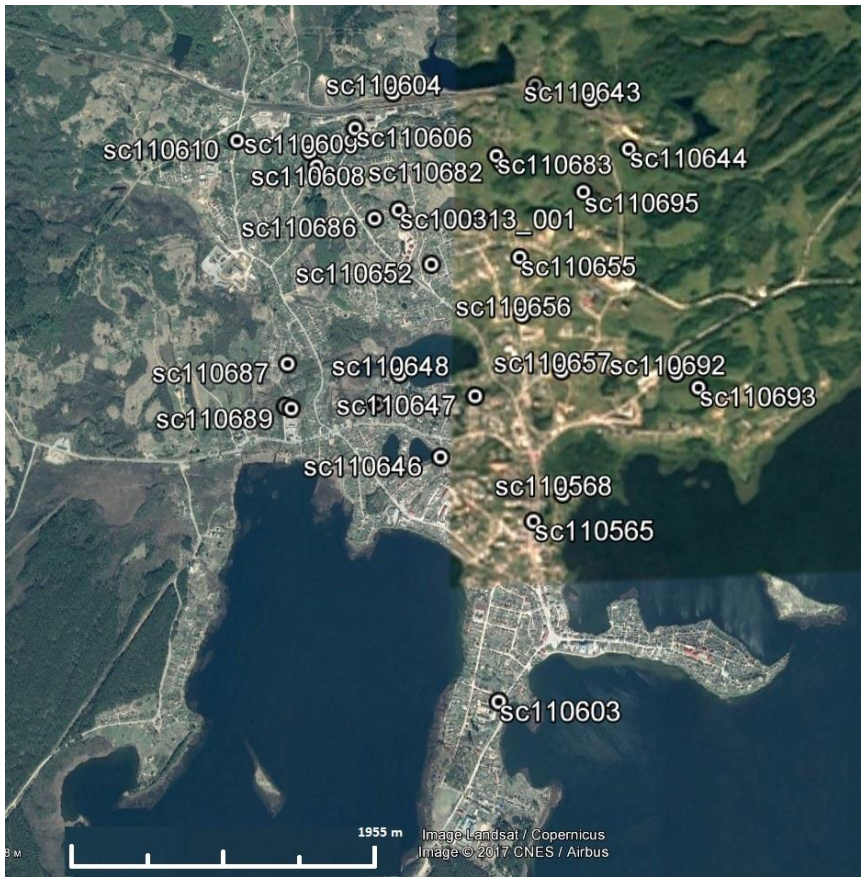 sc110604
sc110643
sc110606
sc110609
sc110610
sc110644
sc110683
sc110682
sc110608
sc110695
sc100313_001
sc110686
sc110655
sc110652
sc110656
sc110648
sc110657
sc110692
sc110687
sc110693
sc110647
sc110689
sc110646
sc110568
sc110565
sc110603
1955 m
Image Landsat / Copernicus
8 м
Image © 2017 CNES / Airbus